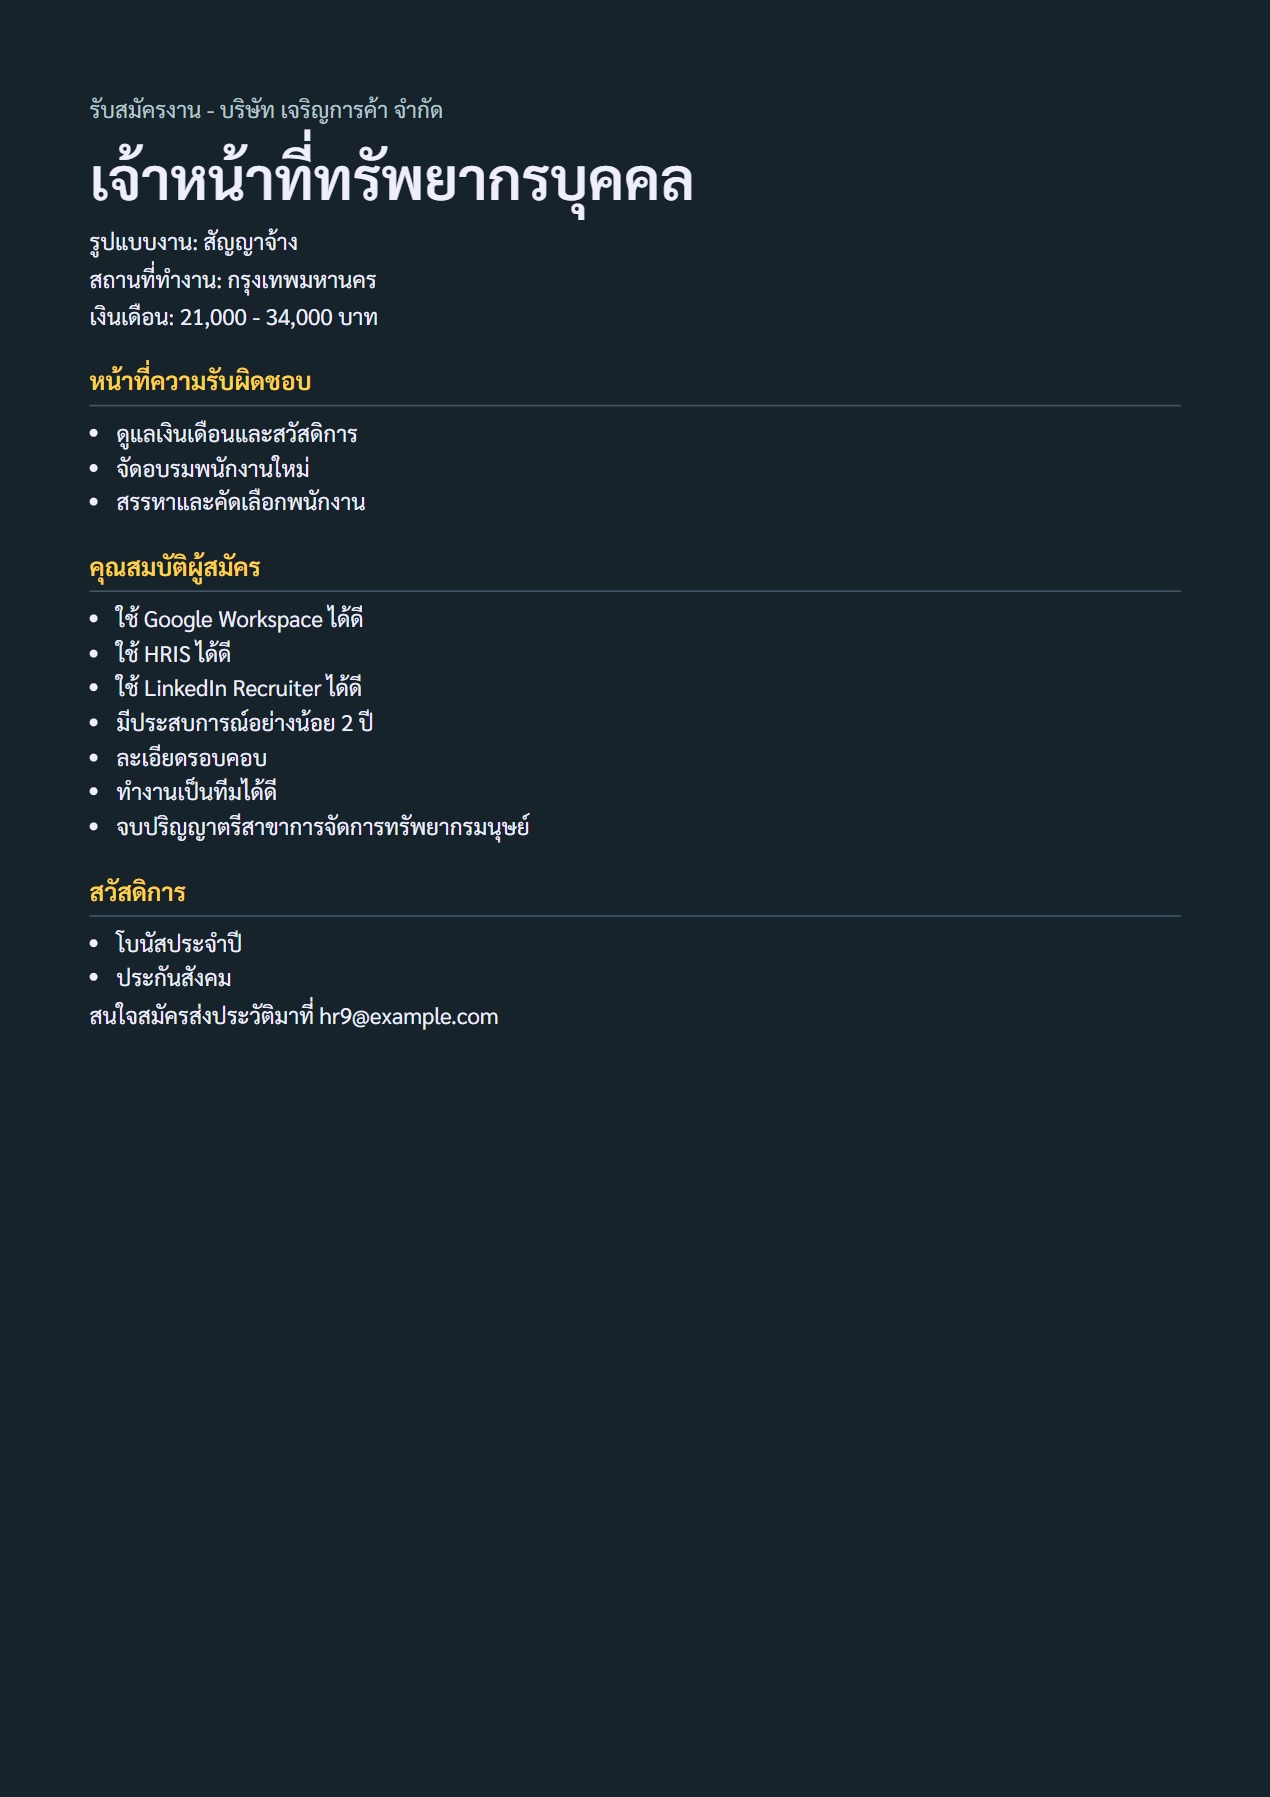 รับสมัครงาน - บริษัท เจริญการค้า จำกัด
เจ้าหน้าที่ทรัพยากรบุคคล
รูปแบบงาน: สัญญาจ้าง
สถานที่ทำงาน: กรุงเทพมหานคร
เงินเดือน: 21,000 - 34,000 บาท
หน้าที่ความรับผิดชอบ
• ดูแลเงินเดือนและสวัสดิการ
• จัดอบรมพนักงานใหม่
• สรรหาและคัดเลือกพนักงาน
คุณสมบัติผู้สมัคร
• ใช้ Google Workspace ได้ดี
• ใช้ HRIS ได้ดี
• ใช้ LinkedIn Recruiter ได้ดี
• มีประสบการณ์อย่างน้อย 2 ปี
• ละเอียดรอบคอบ
• ทำงานเป็นทีมได้ดี
• จบปริญญาตรีสาขาการจัดการทรัพยากรมนุษย์
สวัสดิการ
• โบนัสประจำปี
• ประกันสังคม
สนใจสมัครส่งประวัติมาที่ hr9@example.com